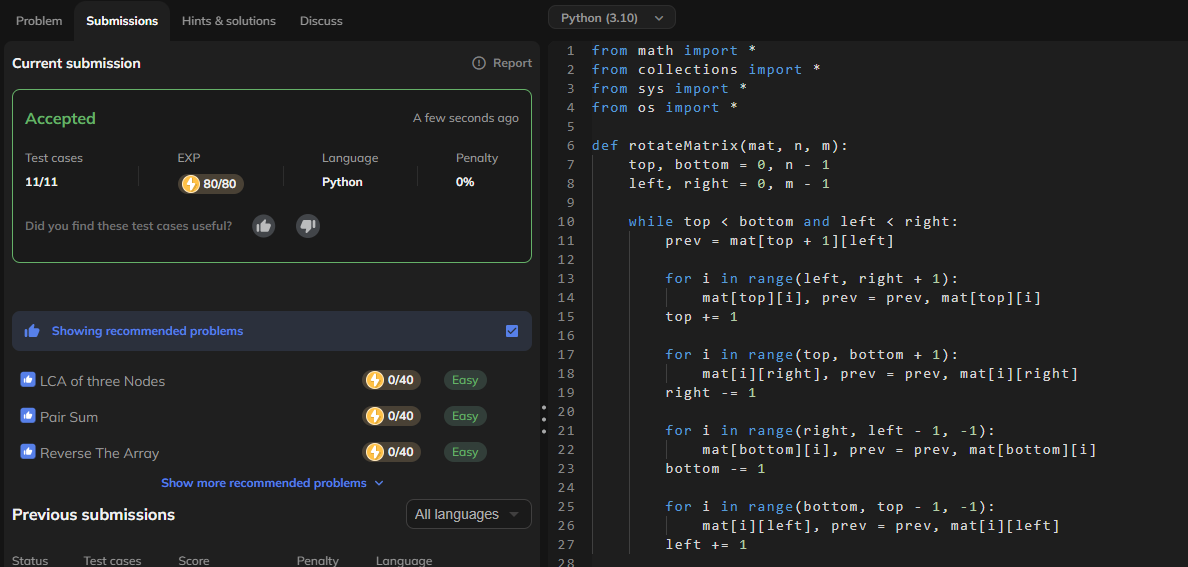 Problem Submissions Hints & solutions Discuss
Current submission Report
Accepted A few seconds ago
Test cases EXP Language Penalty
11/11 80/80 Python 0%
Did you find these test cases useful?
Showing recommended problems
LCA of three Nodes 0/40 Easy
Pair Sum 0/40 Easy
Reverse The Array 0/40 Easy
Show more recommended problems
Previous submissions All languages
Status Test cases Score Penalty Language
Python (3.10)
1 from math import *
2 from collections import *
3 from sys import *
4 from os import *
5
6 def rotateMatrix(mat, n, m):
7     top, bottom = 0, n - 1
8     left, right = 0, m - 1
9
10     while top < bottom and left < right:
11         prev = mat[top + 1][left]
12
13         for i in range(left, right + 1):
14             mat[top][i], prev = prev, mat[top][i]
15         top += 1
16
17         for i in range(top, bottom + 1):
18             mat[i][right], prev = prev, mat[i][right]
19         right -= 1
20
21         for i in range(right, left - 1, -1):
22             mat[bottom][i], prev = prev, mat[bottom][i]
23         bottom -= 1
24
25         for i in range(bottom, top - 1, -1):
26             mat[i][left], prev = prev, mat[i][left]
27         left += 1
28